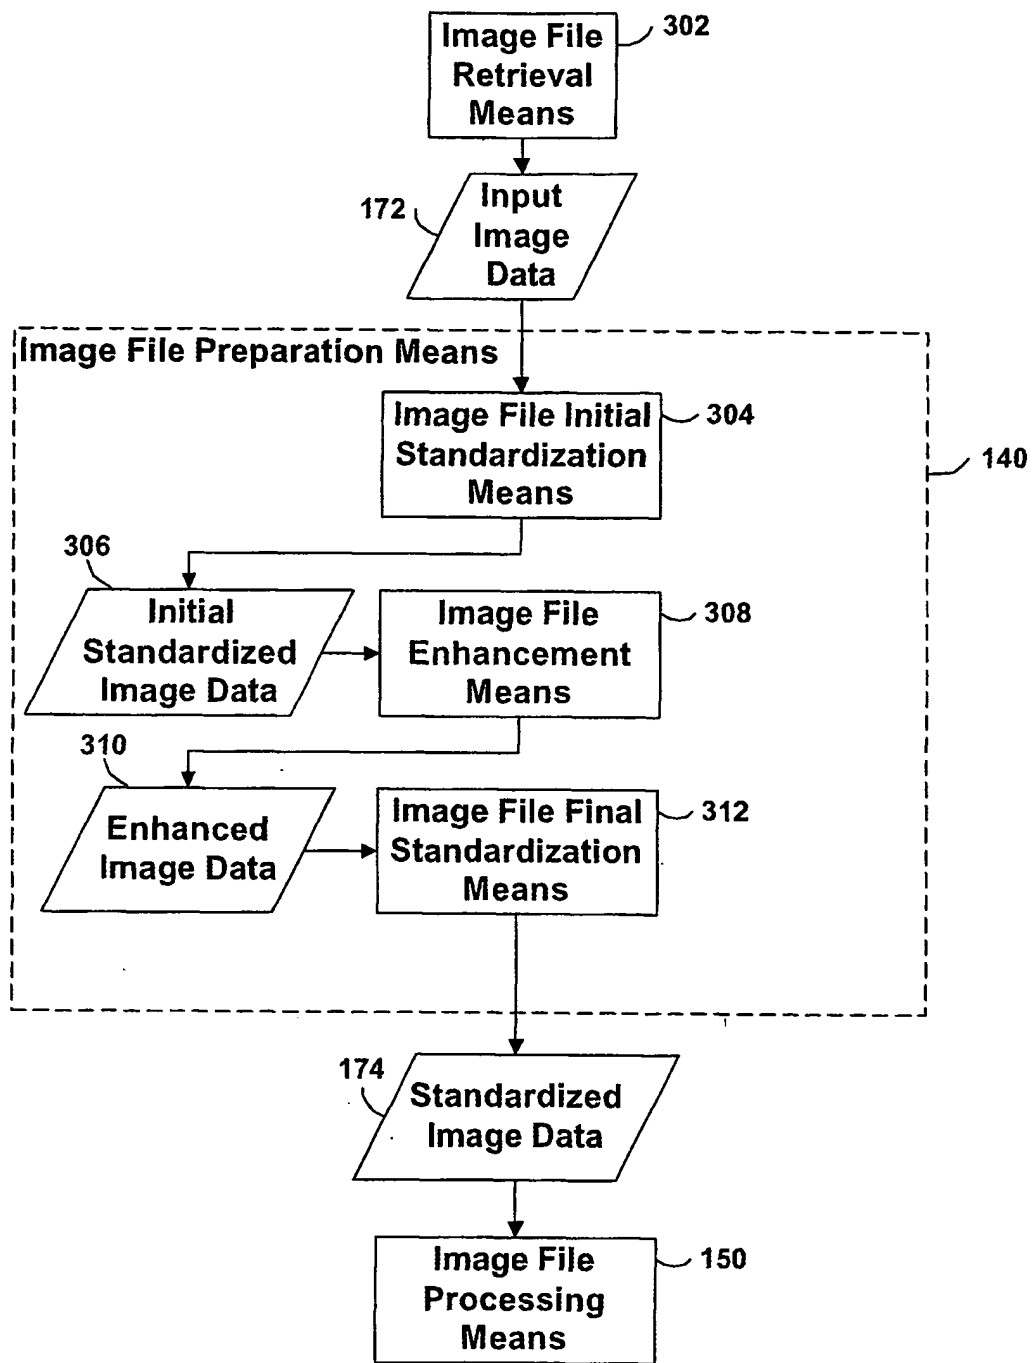 Image File
Retrieval
Means
302
172
Input
Image
Data
Image File Preparation Means
Image File Initial
Standardization
Means
304
140
306
Initial
Standardized
Image Data
Image File
Enhancement
Means
308
310
Enhanced
Image Data
Image File Final
Standardization
Means
312
174
Standardized
Image Data
Image File
Processing
Means
150